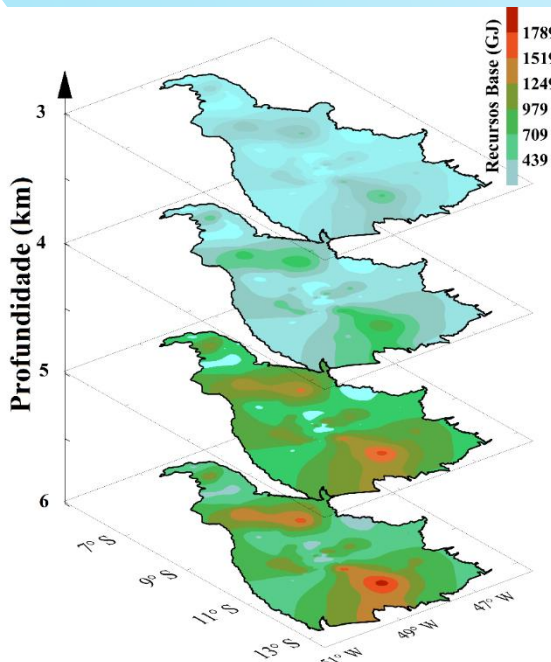 Recursos Base (GJ)
1789
1519
1249
979
709
439
Profundidade (km)
3
4
5
6
7° S
9° S
11° S
13° S
51° W
49° W
47° W